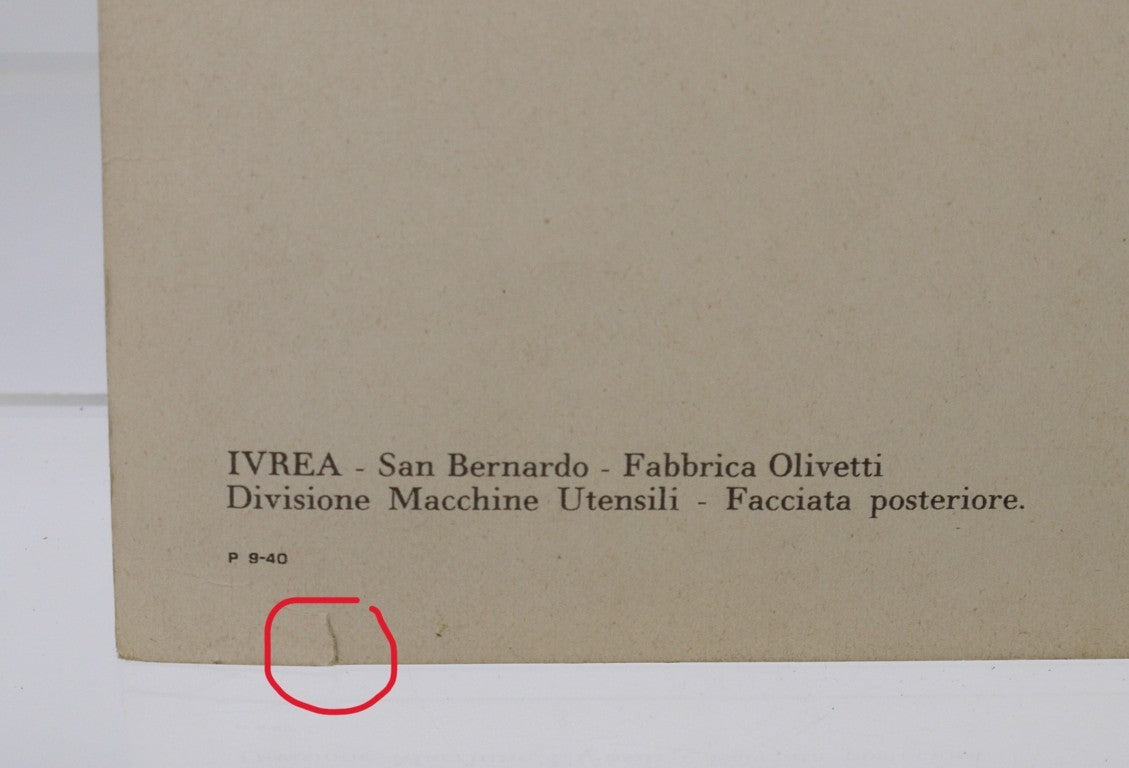 IVREA - San Bernardo - Fabbrica Olivetti
Divisione Macchine Utensili - Facciata posteriore.
P 9-40